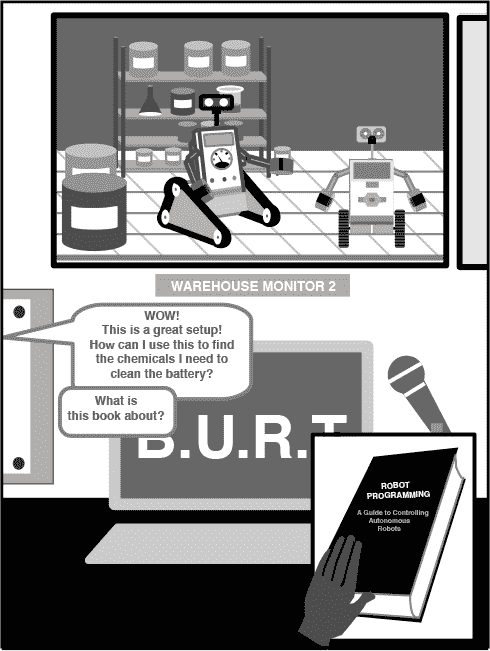 WAREHOUSE MONITOR 2
WOW!
This is a great setup!
How can I use this to find
the chemicals I need to
clean the battery?
What is
this book about?
B.U.R.T
ROBOT
PROGRAMMING
A Guide to Controlling
Autonomous
Robots